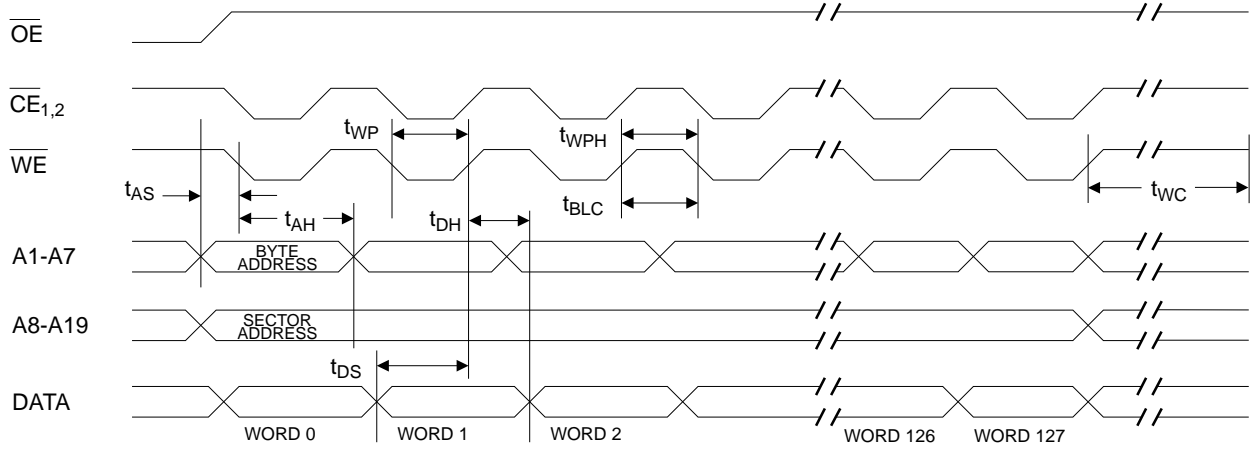 OE
CE1,2
tWP
tWPH
WE
tAS
tAH
tDH
tBLC
tWC
A1-A7
BYTE
ADDRESS
A8-A19
SECTOR
ADDRESS
tDS
DATA
WORD 0
WORD 1
WORD 2
WORD 126
WORD 127